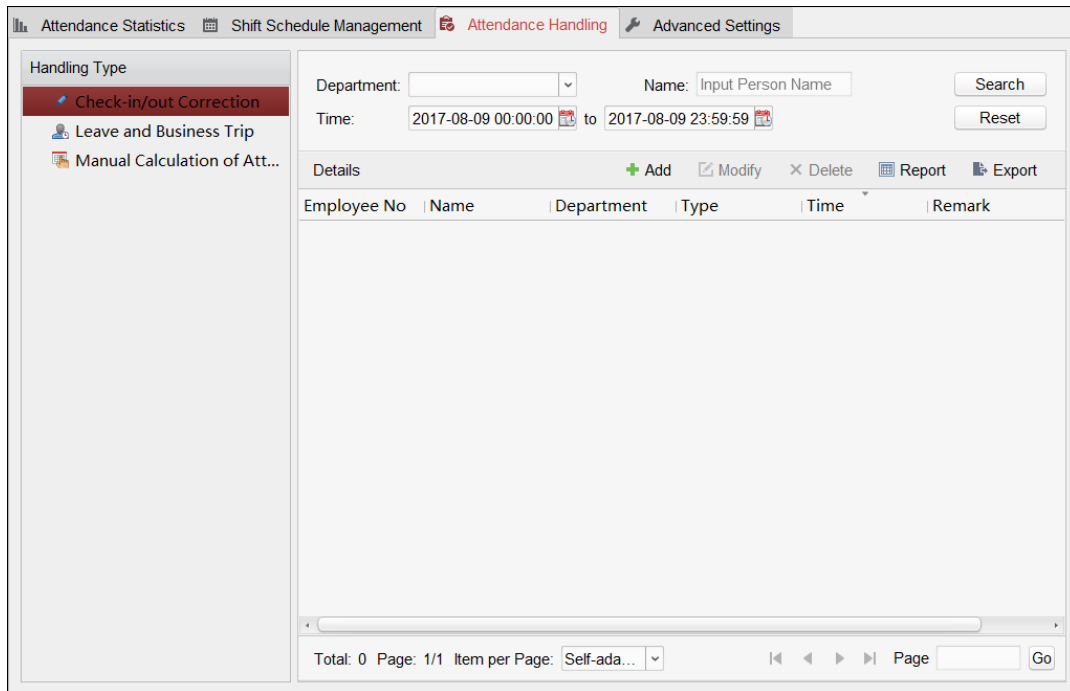 Attendance Statistics Shift Schedule Management Attendance Handling Advanced Settings
Handling Type
Check-in/out Correction
Leave and Business Trip
Manual Calculation of Att...
Department: Name: Input Person Name Search
Time: 2017-08-09 00:00:00 to 2017-08-09 23:59:59 Reset
Details Add Modify Delete Report Export
Employee No Name Department Type Time Remark
Total: 0 Page: 1/1 Item per Page: Self-ada... Page Go